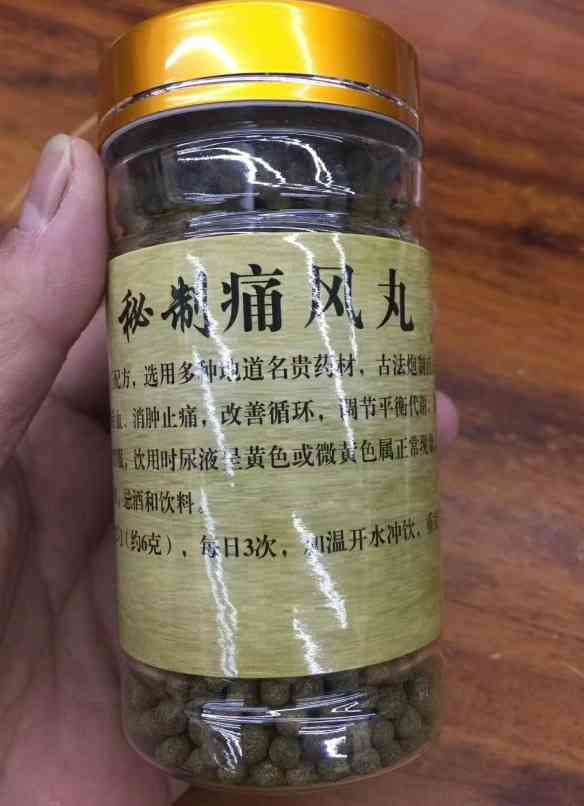 秘制痛风丸
配方，选用多种地道名贵药材，古法炮制
血、消肿止痛，改善循环，调节平衡代谢、
服，饮用时尿液呈黄色或微黄色属正常现象
忌酒和饮料。
（约6克），每日3次，加温开水冲饮，